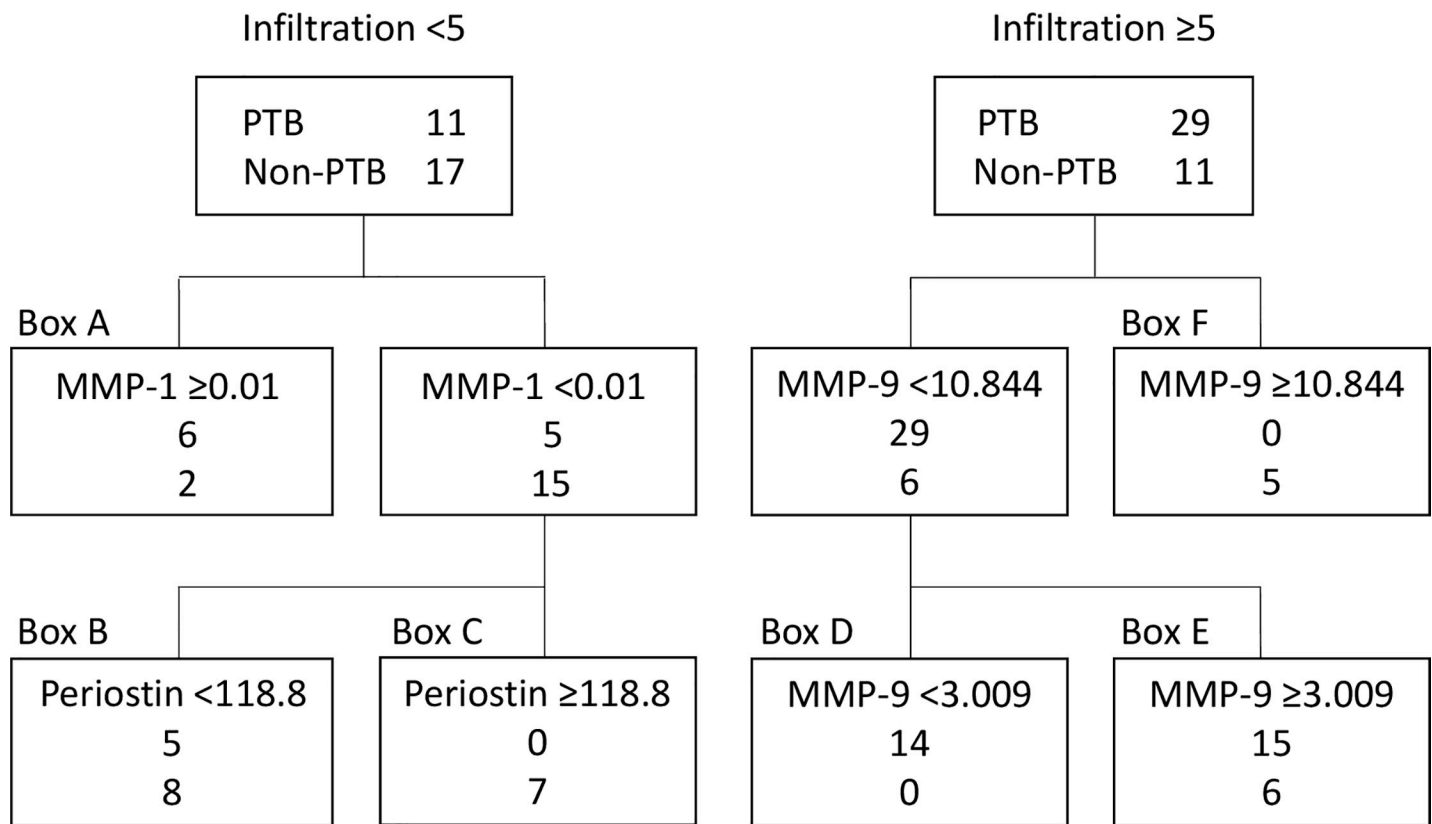 Infiltration <5
PTB 11
Non-PTB 17
Box A
MMP-1 ≥0.01
6
2
MMP-1 <0.01
5
15
Box B
Periostin <118.8
5
8
Box C
Periostin ≥118.8
0
7
Infiltration ≥5
PTB 29
Non-PTB 11
MMP-9 <10.844
29
6
Box F
MMP-9 ≥10.844
0
5
Box D
MMP-9 <3.009
14
0
Box E
MMP-9 ≥3.009
15
6